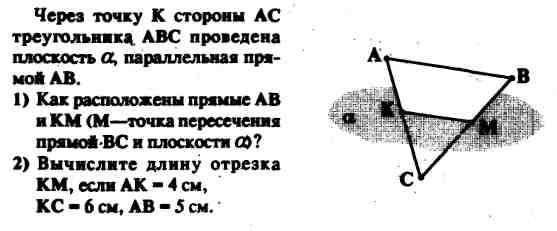 Через точку К стороны АС
треугольника АВС проведена
плоскость α, параллельная пря-
мой АВ.
1) Как расположены прямые АВ
и КМ (М—точка пересечения
прямой ВС и плоскости α)?
2) Вычислите длину отрезка
КМ, если АК = 4 см,
КС = 6 см, АВ = 5 см.
A
B
K
M
α
C